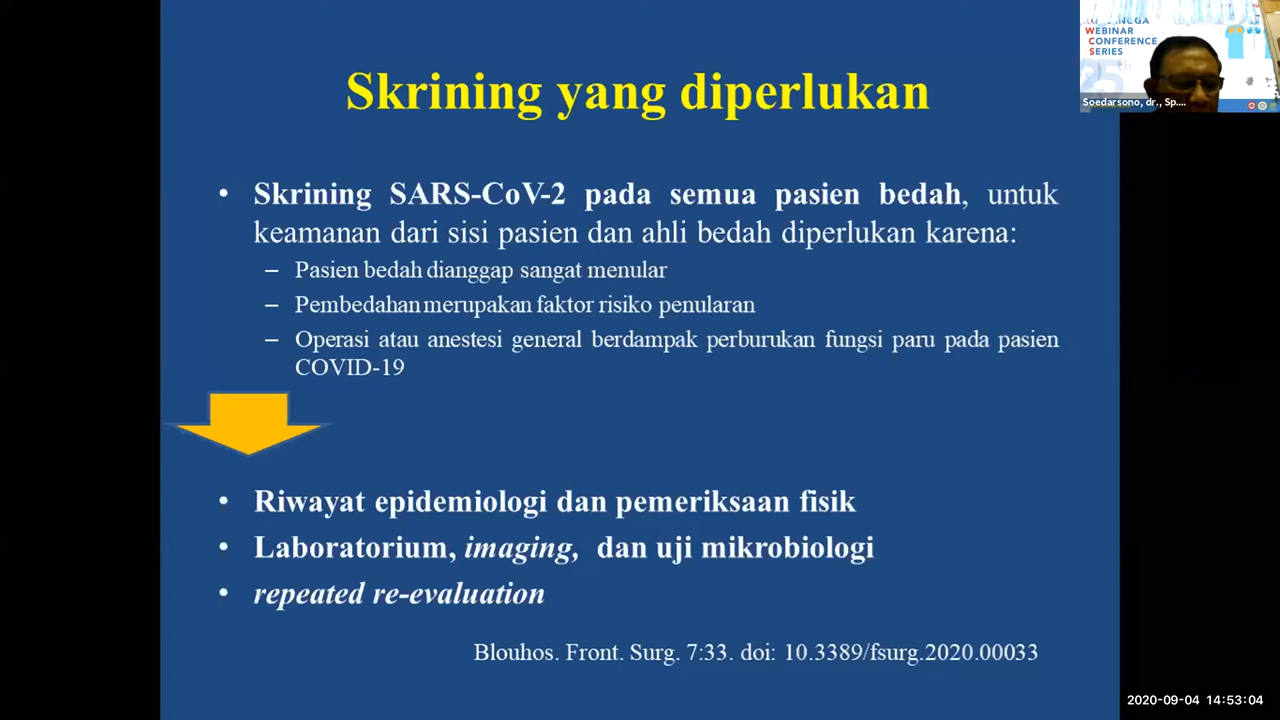 Skrining yang diperlukan
• Skrining SARS-CoV-2 pada semua pasien bedah, untuk
keamanan dari sisi pasien dan ahli bedah diperlukan karena:
– Pasien bedah dianggap sangat menular
– Pembedahan merupakan faktor risiko penularan
– Operasi atau anestesi general berdampak perburukan fungsi paru pada pasien
COVID-19
• Riwayat epidemiologi dan pemeriksaan fisik
• Laboratorium, imaging, dan uji mikrobiologi
• repeated re-evaluation
Blouhos. Front. Surg. 7:33. doi: 10.3389/fsurg.2020.00033
WEBINAR
CONFERENCE
SERIES
25th
Soedarsono, dr., Sp....
2020-09-04 14:53:04